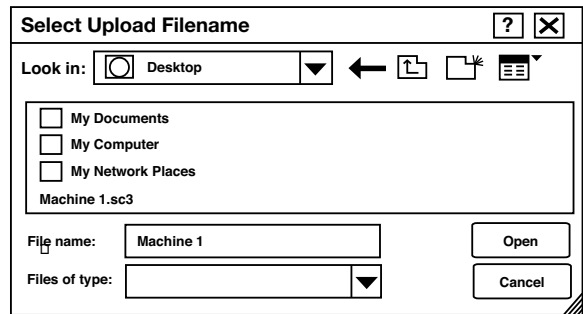 Select Upload Filename ?
Look in: Desktop
My Documents
My Computer
My Network Places
Machine 1.sc3
File name: Machine 1 Open
Files of type: Cancel